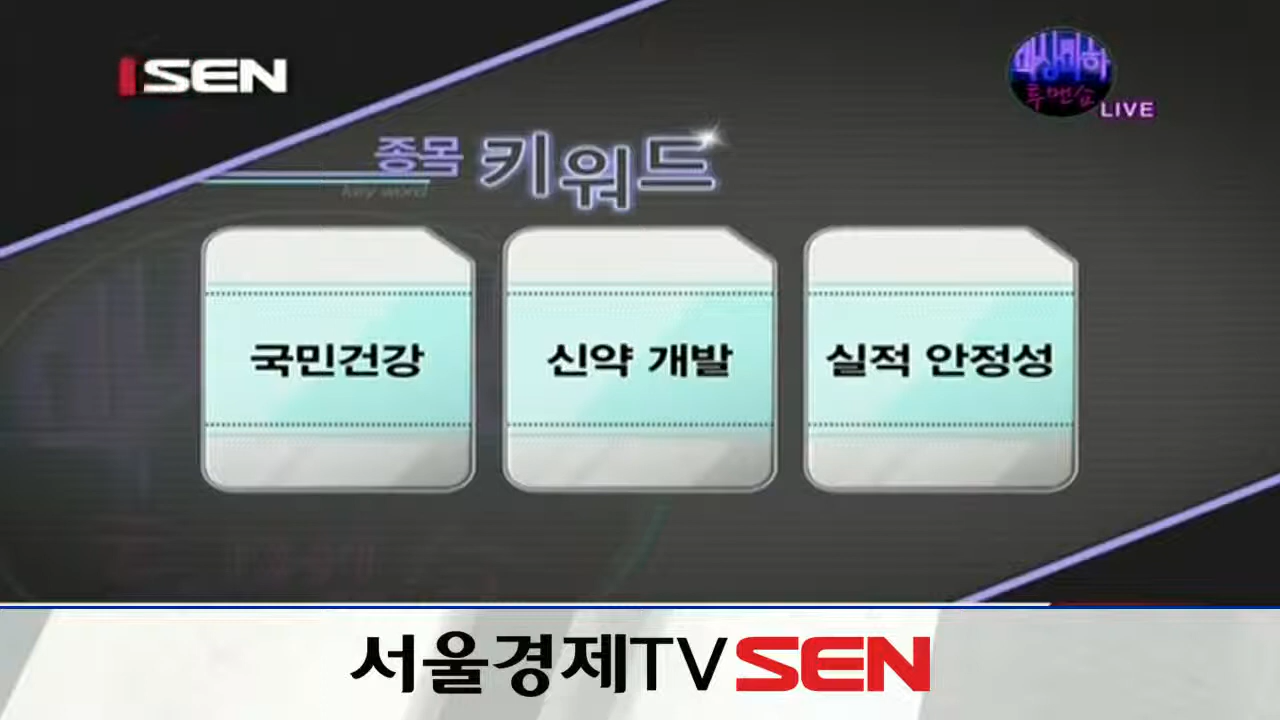 SEN
LIVE
종목 키워드
key word
국민건강
신약 개발
실적 안정성
서울경제TV SEN